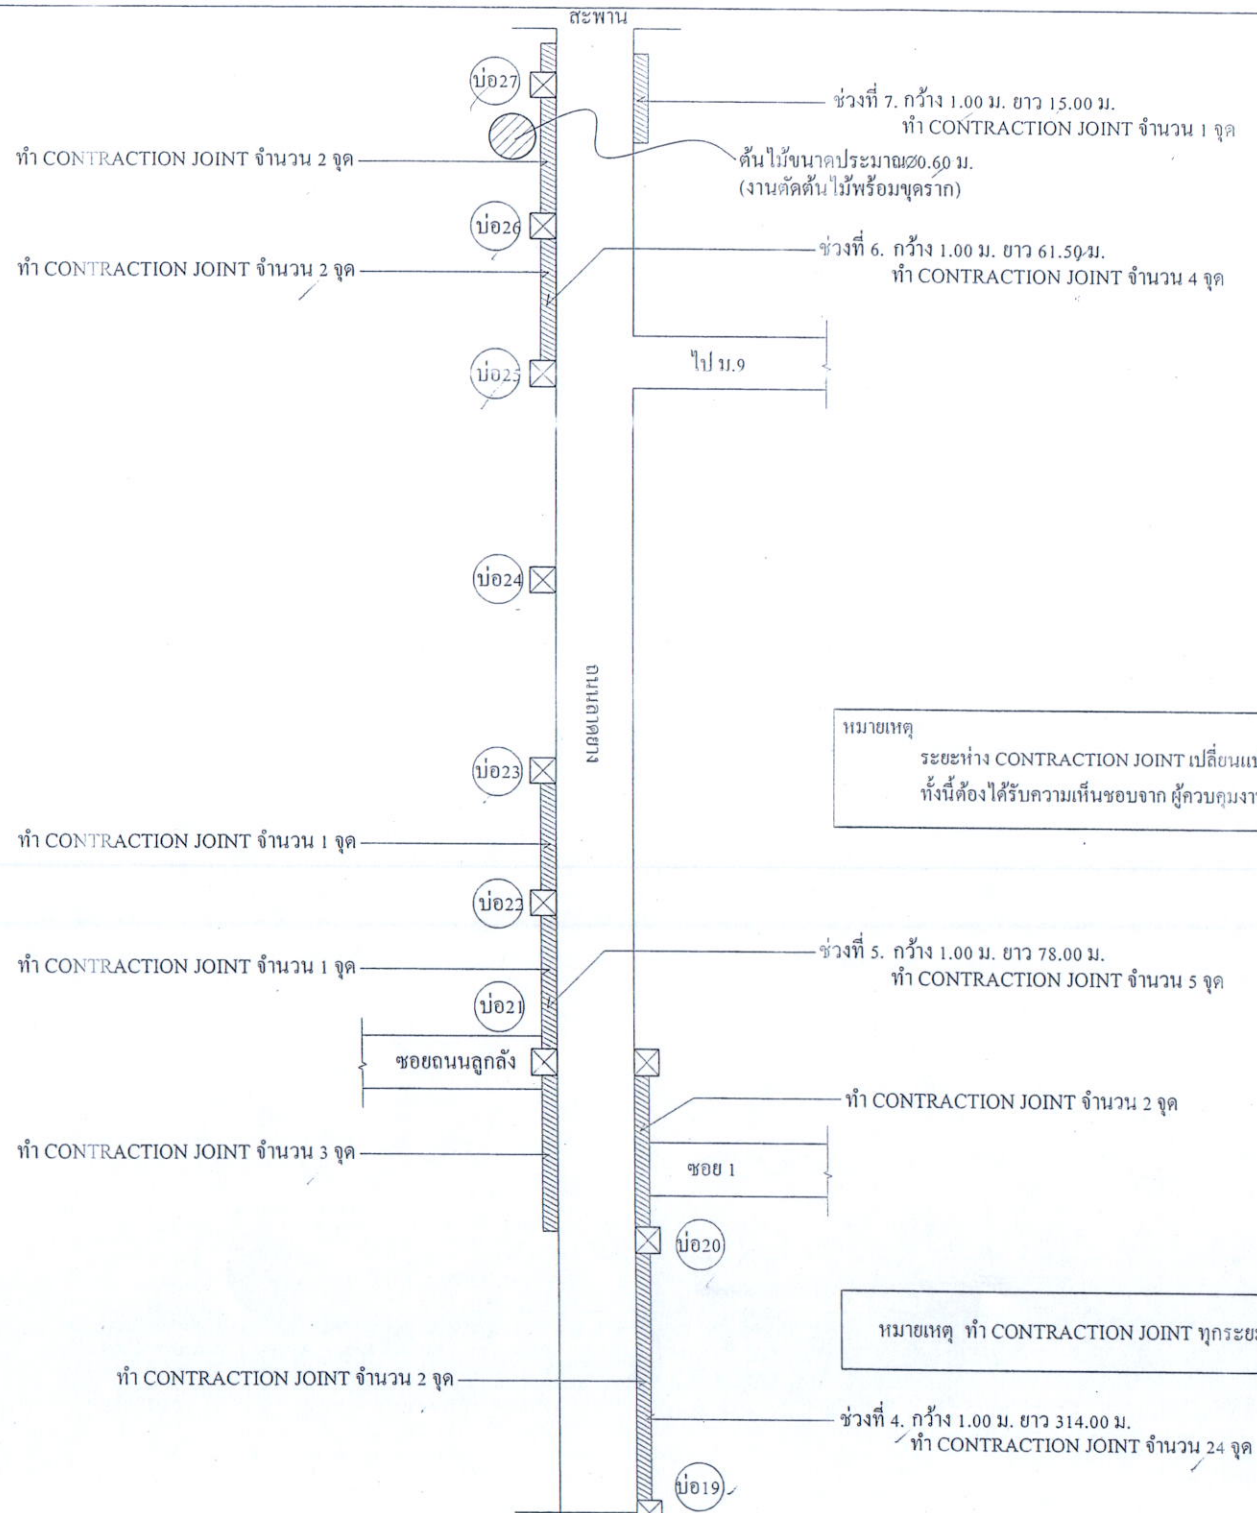 สะพาน
บ่อ27
ช่วงที่ 7. กว้าง 1.00 ม. ยาว 15.00 ม.
ทำ CONTRACTION JOINT จำนวน 1 จุด
ทำ CONTRACTION JOINT จำนวน 2 จุด
ต้นไม้ขนาดประมาณø0.60 ม.
(งานตัดต้นไม้พร้อมขุดราก)
บ่อ26
ช่วงที่ 6. กว้าง 1.00 ม. ยาว 61.50 ม.
ทำ CONTRACTION JOINT จำนวน 4 จุด
ทำ CONTRACTION JOINT จำนวน 2 จุด
ไป ม.9
บ่อ25
บ่อ24
ถนนลาดยาง
หมายเหตุ
ระยะห่าง CONTRACTION JOINT
ทั้งนี้ต้องได้รับความเห็นชอบจาก
บ่อ23
ทำ CONTRACTION JOINT จำนวน 1 จุด
บ่อ22
ช่วงที่ 5. กว้าง 1.00 ม. ยาว 78.00 ม.
ทำ CONTRACTION JOINT จำนวน 5 จุด
ทำ CONTRACTION JOINT จำนวน 1 จุด
บ่อ21
ซอยถนนลูกลัง
ทำ CONTRACTION JOINT จำนวน 2 จุด
ทำ CONTRACTION JOINT จำนวน 3 จุด
ซอย 1
บ่อ20
หมายเหตุ ทำ CONTRACTION JOINT
ทำ CONTRACTION JOINT จำนวน 2 จุด
ช่วงที่ 4. กว้าง 1.00 ม. ยาว 314.00 ม.
ทำ CONTRACTION JOINT จำนวน 24 จุด
บ่อ19